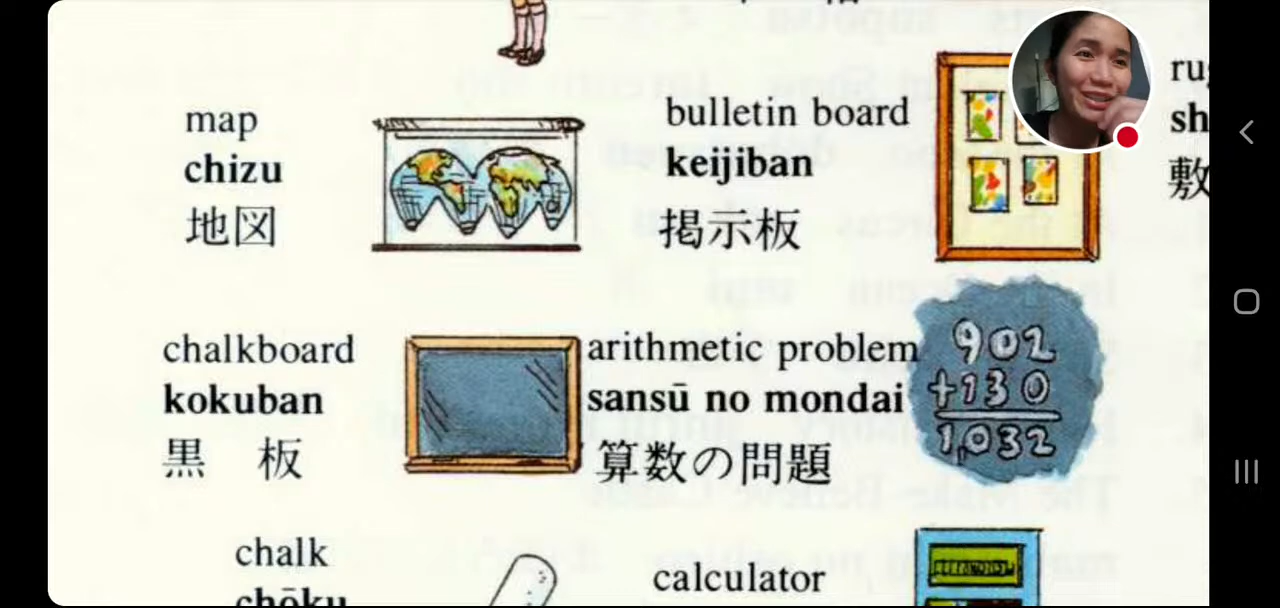 map
chizu
地図
bulletin board
keijiban
掲示板
chalkboard
kokuban
黒 板
arithmetic problem
sansū no mondai
算数の問題
902
+130
1,032
chalk
chōku
calculator